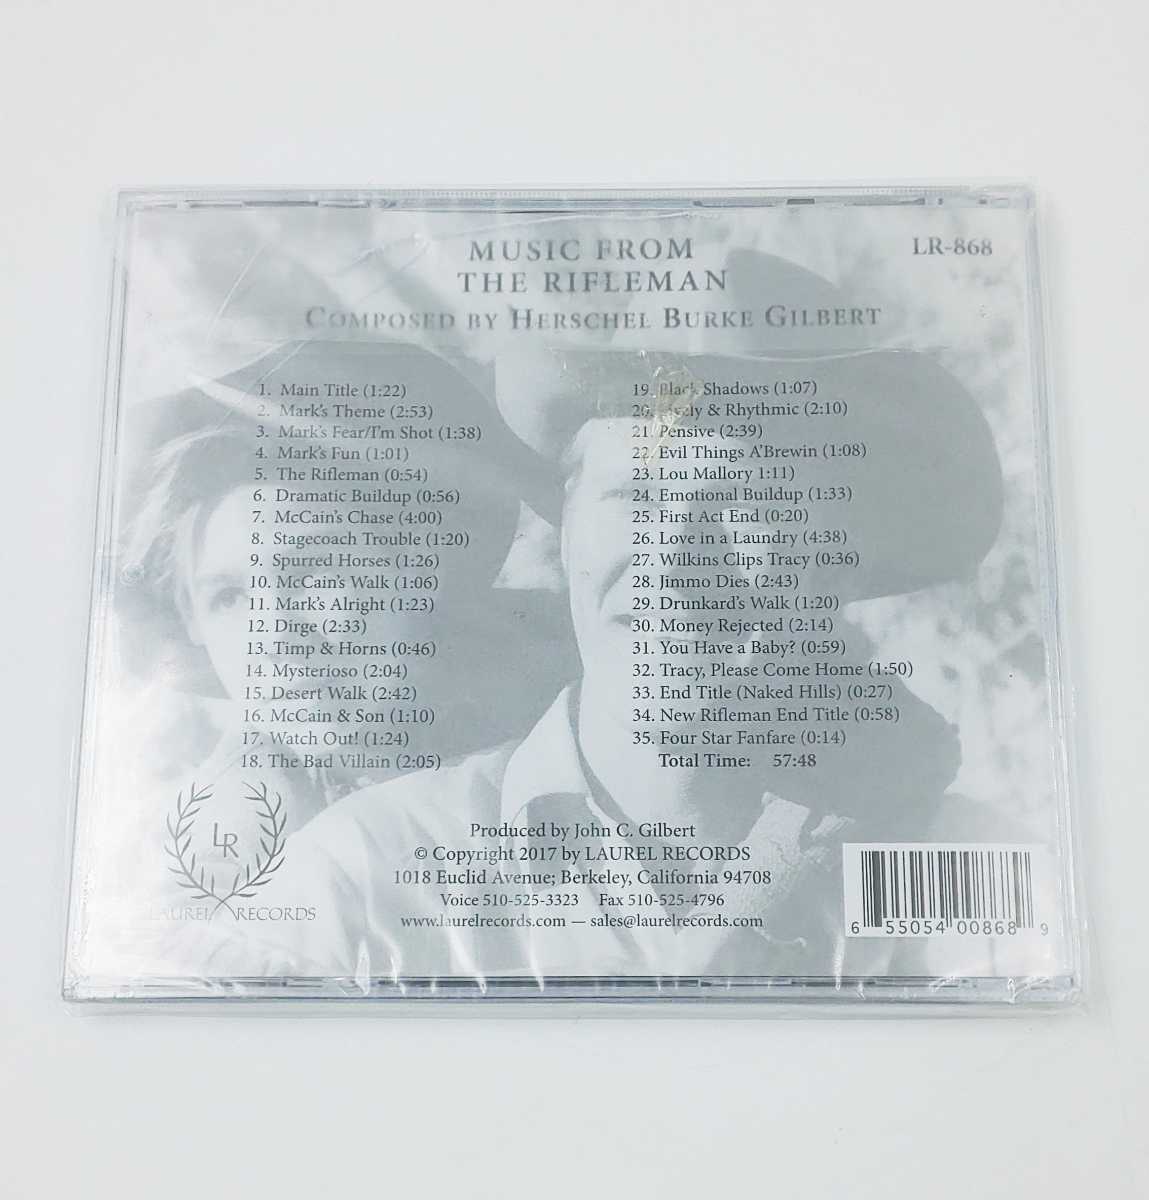 MUSIC FROM
THE RIFLEMAN
LR-868
COMPOSED BY HERSCHEL BURKE GILBERT
1. Main Title (1:22)
2. Mark's Theme (2:53)
3. Mark's Fear/I'm Shot (1:38)
4. Mark's Fun (1:01)
5. The Rifleman (0:54)
6. Dramatic Buildup (0:56)
7. McCain's Chase (4:00)
8. Stagecoach Trouble (1:20)
9. Spurred Horses (1:26)
10. McCain's Walk (1:06)
11. Mark's Alright (1:23)
12. Dirge (2:33)
13. Timp & Horns (0:46)
14. Mysterioso (2:04)
15. Desert Walk (2:42)
16. McCain & Son (1:10)
17. Watch Out! (1:24)
18. The Bad Villain (2:05)
19. Black Shadows (1:07)
20. & Rhythmic (2:10)
21. Pensive (2:39)
22. Evil Things A'Brewin (1:08)
23. Lou Mallory 1:11)
24. Emotional Buildup (1:33)
25. First Act End (0:20)
26. Love in a Laundry (4:38)
27. Wilkins Clips Tracy (0:36)
28. Jimmo Dies (2:43)
29. Drunkard's Walk (1:20)
30. Money Rejected (2:14)
31. You Have a Baby? (0:59)
32. Tracy, Please Come Home (1:50)
33. End Title (Naked Hills) (0:27)
34. New Rifleman End Title (0:58)
35. Four Star Fanfare (0:14)
Total Time: 57:48
LR
LAUREL RECORDS
Produced by John C. Gilbert
© Copyright 2017 by LAUREL RECORDS
1018 Euclid Avenue; Berkeley, California 94708
Voice 510-525-3323 Fax 510-525-4796
www.laurelrecords.com — sales@laurelrecords.com
6 55054 00868 9